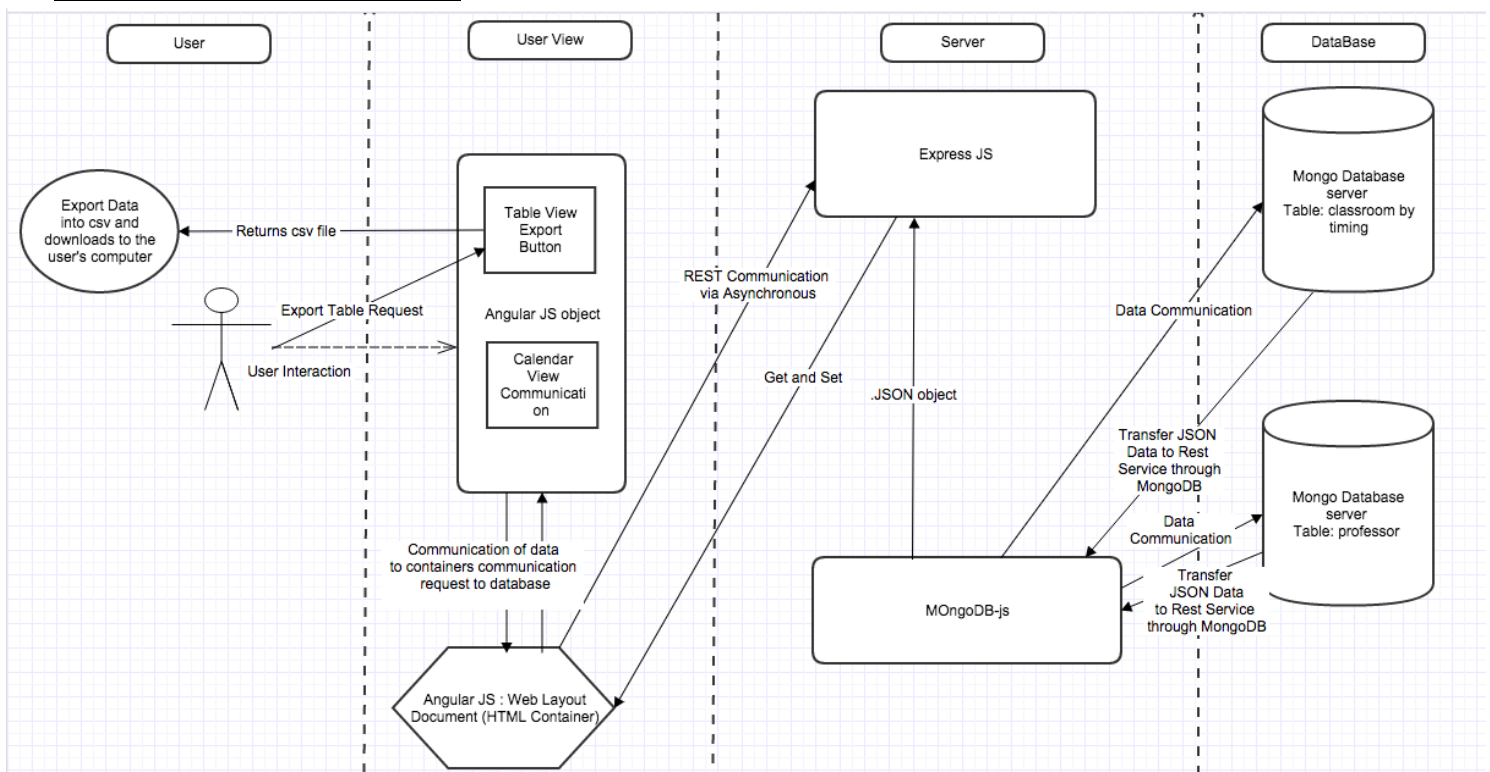 User
User View
Server
DataBase
Export Data
into csv and
downloads to the
user's computer
Returns csv file
Export Table Request
User Interaction
Table View
Export
Button
Angular JS object
Calendar
View
Communicati
on
Communication of data
to containers communication
request to database
Angular JS : Web Layout
Document (HTML Container)
REST Communication
via Asynchronous
Get and Set
Express JS
.JSON object
MOngoDB-js
Data Communication
Transfer JSON
Data to Rest
Service through
MongoDB
Data
Communication
Transfer
JSON Data
to Rest Service
through MongoDB
Mongo Database
server
Table: classroom by
timing
Mongo Database
server
Table: professor